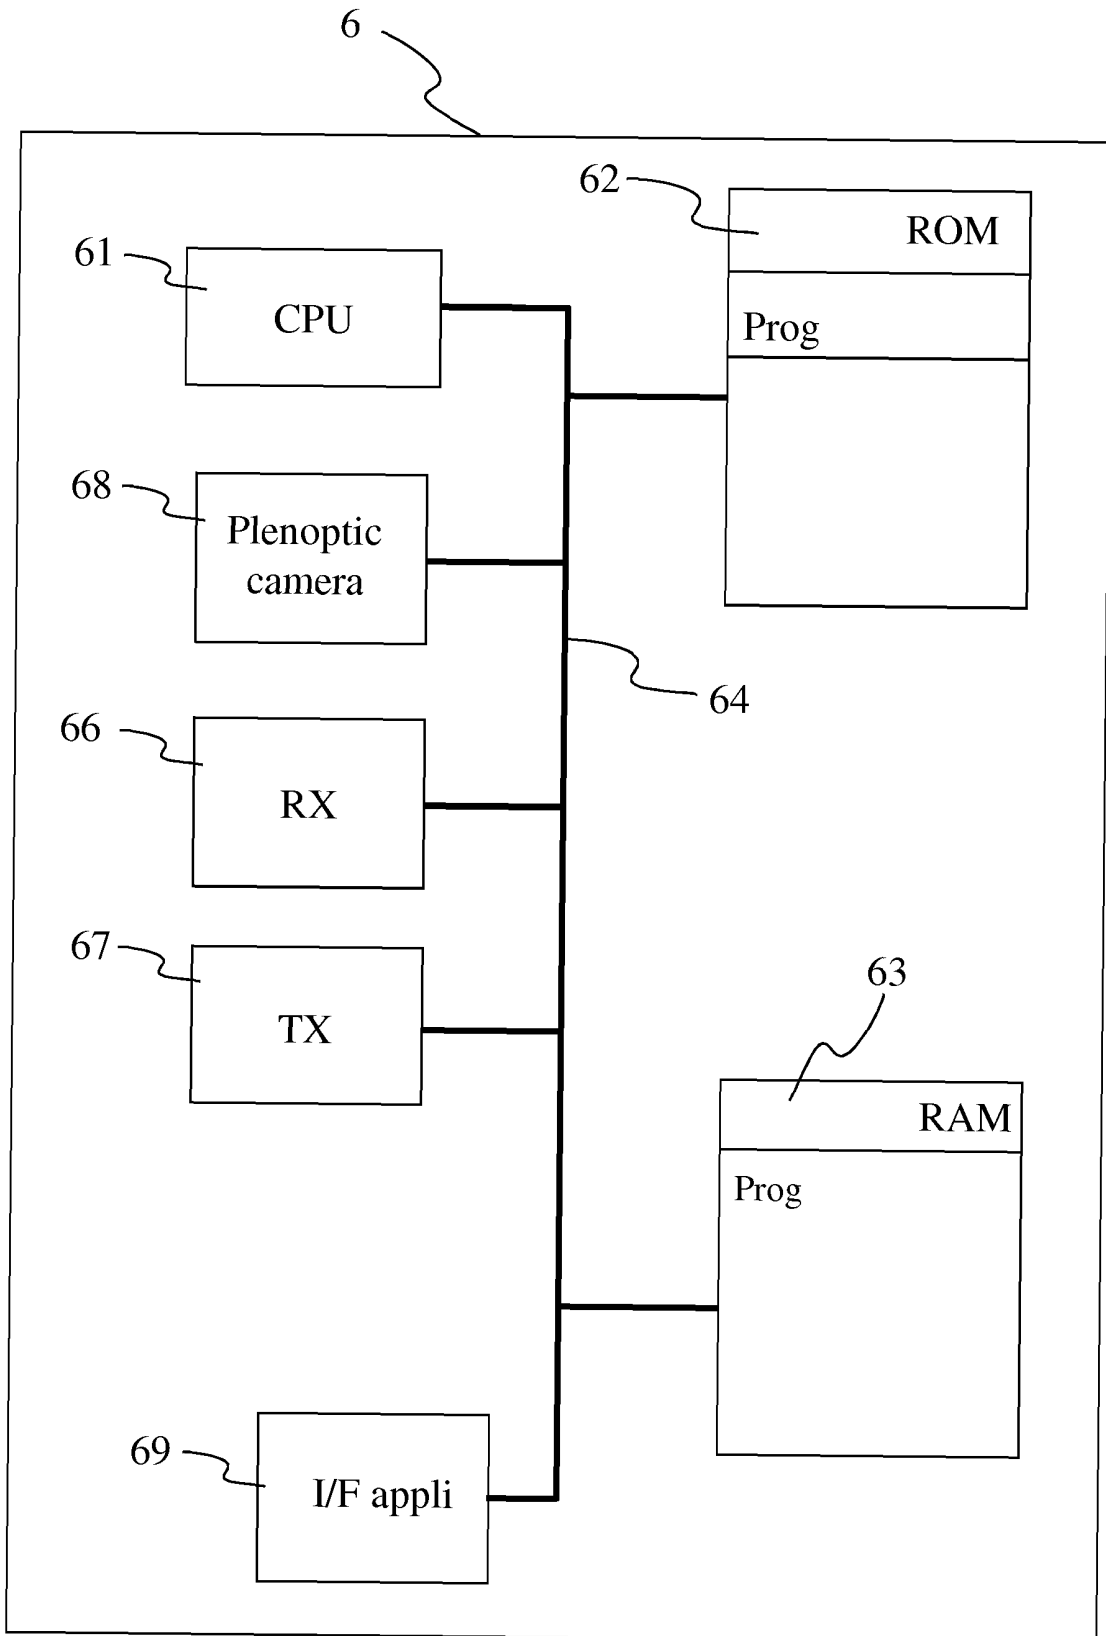 6
62
ROM
61
CPU
Prog
68
Plenoptic
camera
64
66
RX
67
TX
63
RAM
Prog
69
I/F appli